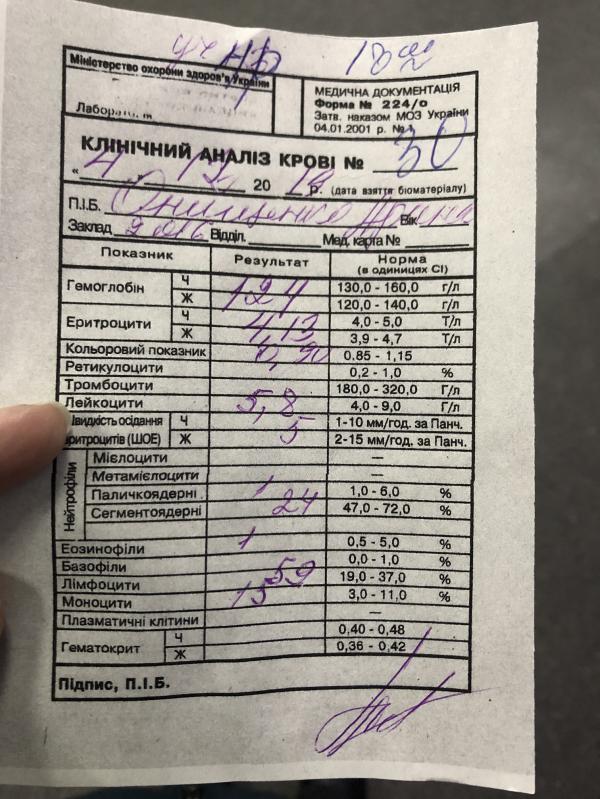 Міністерство охорони здоров'я України
МЕДИЧНА ДОКУМЕНТАЦІЯ
Форма № 224/о
Затв. наказом МОЗ України
04.01.2001 р. №
КЛІНІЧНИЙ АНАЛІЗ КРОВІ № 30
20 р. (дата взяття біоматеріалу)
П.І.Б. Онищенко Вік
Заклад Відділ. Мед. карта №
Показник Результат Норма (в одиницях СІ)
Гемоглобін Ч 130,0 - 160,0 г/л
Ж 124 120,0 - 140,0 г/л
Еритроцити Ч 4,0 - 5,0 Т/л
Ж 4,13 3,9 - 4,7 Т/л
Кольоровий показник 0,90 0.85 - 1,15
Ретикулоцити 0,2 - 1,0 %
Тромбоцити 180,0 - 320,0 Г/л
Лейкоцити 5,8 4,0 - 9,0 Г/л
осідання Ч 1-10 мм/год. за Панч.
(ШОЕ) Ж 5 2-15 мм/год. за Панч.
Нейтрофіли
Мієлоцити —
Метамієлоцити —
Паличкоядерні 1 1,0 - 6,0 %
Сегментоядерні 24 47,0 - 72,0 %
Еозинофіли 1 0,5 - 5,0 %
Базофіли 0,0 - 1,0 %
Лімфоцити 59 19,0 - 37,0 %
Моноцити 15 3,0 - 11,0 %
Плазматичні клітини —
Гематокрит Ч 0,40 - 0,48
Ж 0,36 - 0,42
Підпис, П.І.Б.